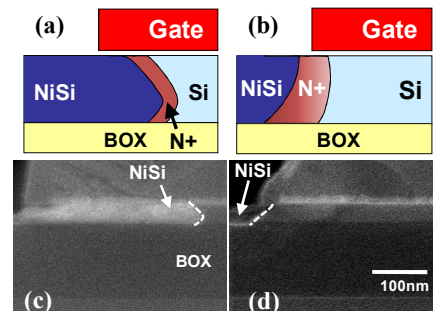 (a)
Gate
NiSi
Si
BOX
N+
(b)
Gate
NiSi
N+
Si
BOX
NiSi
BOX
(c)
NiSi
100nm
(d)